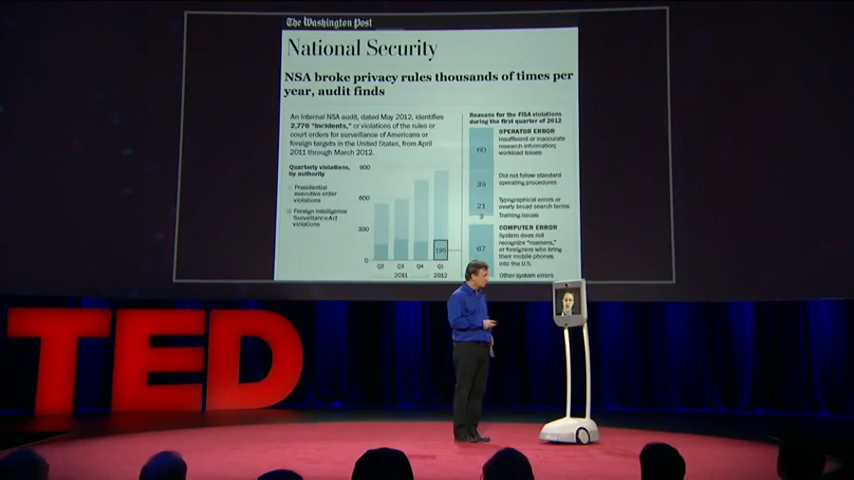 The Washington Post
National Security
NSA broke privacy rules thousands of times per
year, audit finds
An internal NSA audit, dated May 2012, identifies
2,776 "incidents," or violations of the rules or
court orders for surveillance of Americans or
foreign targets in the United States, from April
2011 through March 2012.
Quarterly violations,
by authority
Presidential
executive order
violations
Foreign Intelligence
Surveillance Act
violations
900
600
300
0
195
Q2 Q3 Q4 Q1
2011 2012
Reasons for the FISA violations
during the first quarter of 2012
60
OPERATOR ERROR
Insufficient or inaccurate
research information;
workload issues
39
Did not follow standard
operating procedures
21
Typographical errors or
overly broad search terms
3
Training issues
67
COMPUTER ERROR
System does not
recognize "roamers,"
or foreigners who bring
their mobile phones
into the U.S.
Other system errors
TED